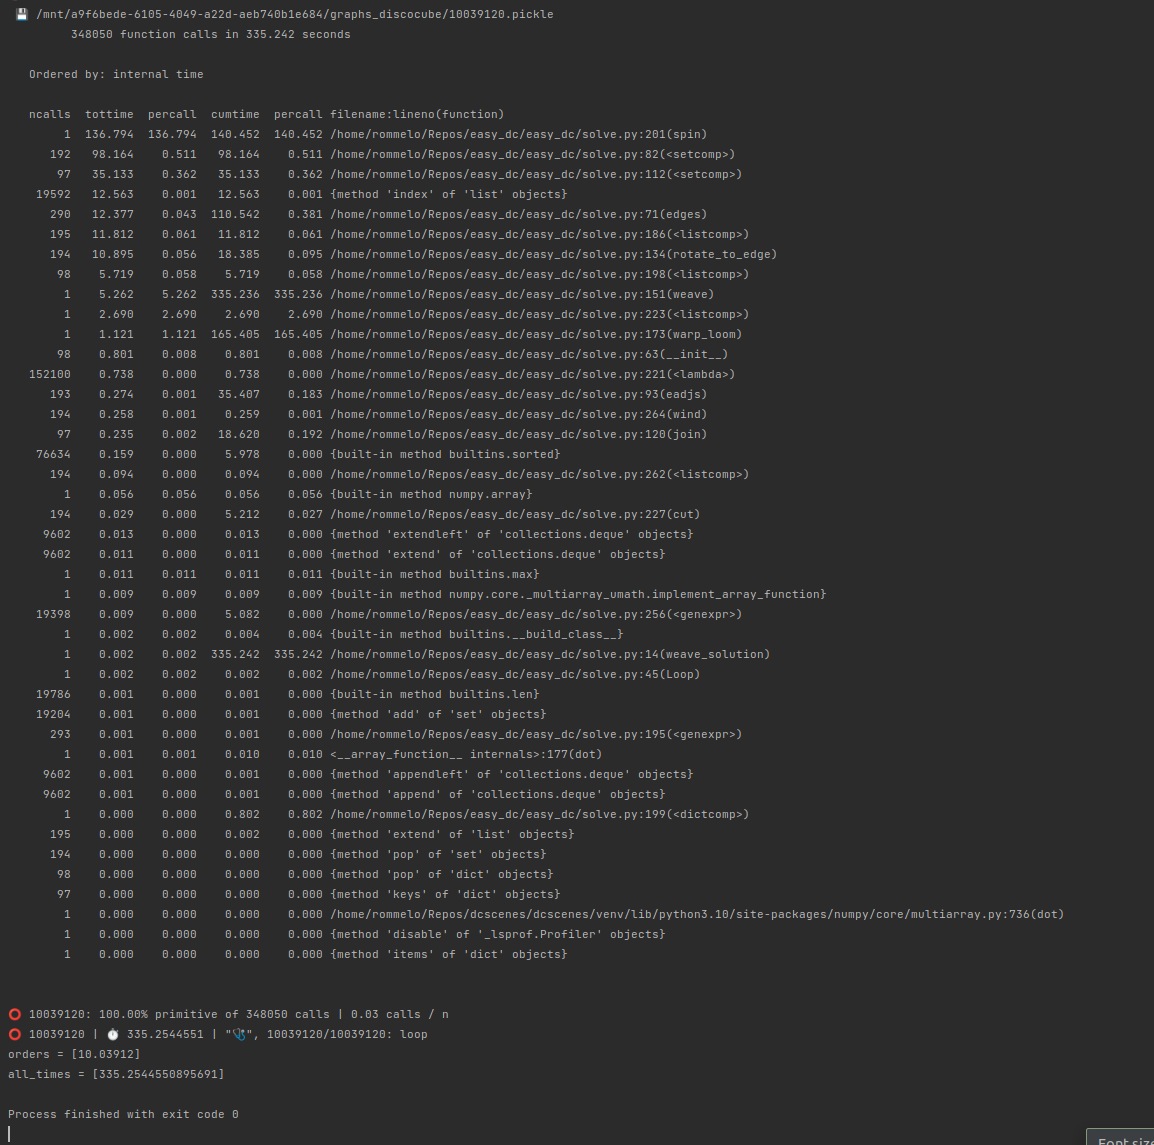 💾 /mnt/a9f6bede-6105-4049-a22d-aeb740b1e684/graphs_discocube/10039120.pickle
348050 function calls in 335.242 seconds
Ordered by: internal time
ncalls tottime percall cumtime percall filename:lineno(function)
1 136.794 136.794 140.452 140.452 /home/rommelo/Repos/easy_dc/easy_dc/solve.py:201(spin)
192 98.164 0.511 98.164 0.511 /home/rommelo/Repos/easy_dc/easy_dc/solve.py:82(<setcomp>)
97 35.133 0.362 35.133 0.362 /home/rommelo/Repos/easy_dc/easy_dc/solve.py:112(<setcomp>)
19592 12.563 0.001 12.563 0.001 {method 'index' of 'list' objects}
290 12.377 0.043 110.542 0.381 /home/rommelo/Repos/easy_dc/easy_dc/solve.py:71(edges)
195 11.812 0.061 11.812 0.061 /home/rommelo/Repos/easy_dc/easy_dc/solve.py:186(<listcomp>)
194 10.895 0.056 18.385 0.095 /home/rommelo/Repos/easy_dc/easy_dc/solve.py:134(rotate_to_edge)
98 5.719 0.058 5.719 0.058 /home/rommelo/Repos/easy_dc/easy_dc/solve.py:198(<listcomp>)
1 5.262 5.262 335.236 335.236 /home/rommelo/Repos/easy_dc/easy_dc/solve.py:151(weave)
1 2.690 2.690 2.690 2.690 /home/rommelo/Repos/easy_dc/easy_dc/solve.py:223(<listcomp>)
1 1.121 1.121 165.405 165.405 /home/rommelo/Repos/easy_dc/easy_dc/solve.py:173(warp_loom)
98 0.801 0.008 0.801 0.008 /home/rommelo/Repos/easy_dc/easy_dc/solve.py:63(__init__)
152100 0.738 0.000 0.738 0.000 /home/rommelo/Repos/easy_dc/easy_dc/solve.py:221(<lambda>)
193 0.274 0.001 35.407 0.183 /home/rommelo/Repos/easy_dc/easy_dc/solve.py:93(eadjs)
194 0.258 0.001 0.259 0.001 /home/rommelo/Repos/easy_dc/easy_dc/solve.py:264(wind)
97 0.235 0.002 18.620 0.192 /home/rommelo/Repos/easy_dc/easy_dc/solve.py:120(join)
76634 0.159 0.000 5.978 0.000 {built-in method builtins.sorted}
194 0.094 0.000 0.094 0.000 /home/rommelo/Repos/easy_dc/easy_dc/solve.py:262(<listcomp>)
1 0.056 0.056 0.056 0.056 {built-in method numpy.array}
194 0.029 0.000 5.212 0.027 /home/rommelo/Repos/easy_dc/easy_dc/solve.py:227(cut)
9602 0.013 0.000 0.013 0.000 {method 'extendleft' of 'collections.deque' objects}
9602 0.011 0.000 0.011 0.000 {method 'extend' of 'collections.deque' objects}
1 0.011 0.011 0.011 0.011 {built-in method builtins.max}
1 0.009 0.009 0.009 0.009 {built-in method numpy.core._multiarray_umath.implement_array_function}
19398 0.009 0.000 5.082 0.000 /home/rommelo/Repos/easy_dc/easy_dc/solve.py:256(<genexpr>)
1 0.002 0.002 0.004 0.004 {built-in method builtins.__build_class__}
1 0.002 0.002 335.242 335.242 /home/rommelo/Repos/easy_dc/easy_dc/solve.py:14(weave_solution)
1 0.002 0.002 0.002 0.002 /home/rommelo/Repos/easy_dc/easy_dc/solve.py:45(Loop)
19786 0.001 0.000 0.001 0.000 {built-in method builtins.len}
19204 0.001 0.000 0.001 0.000 {method 'add' of 'set' objects}
293 0.001 0.000 0.001 0.000 /home/rommelo/Repos/easy_dc/easy_dc/solve.py:195(<genexpr>)
1 0.001 0.001 0.010 0.010 <__array_function__ internals>:177(dot)
9602 0.001 0.000 0.001 0.000 {method 'appendleft' of 'collections.deque' objects}
9602 0.001 0.000 0.001 0.000 {method 'append' of 'collections.deque' objects}
1 0.000 0.000 0.802 0.802 /home/rommelo/Repos/easy_dc/easy_dc/solve.py:199(<dictcomp>)
195 0.000 0.000 0.002 0.000 {method 'extend' of 'list' objects}
194 0.000 0.000 0.000 0.000 {method 'pop' of 'set' objects}
98 0.000 0.000 0.000 0.000 {method 'pop' of 'dict' objects}
97 0.000 0.000 0.000 0.000 {method 'keys' of 'dict' objects}
1 0.000 0.000 0.000 0.000 /home/rommelo/Repos/dcscenes/dcscenes/venv/lib/python3.10/site-packages/numpy/core/multiarray.py:736(dot)
1 0.000 0.000 0.000 0.000 {method 'disable' of '_lsprof.Profiler' objects}
1 0.000 0.000 0.000 0.000 {method 'items' of 'dict' objects}
⭕ 10039120: 100.00% primitive of 348050 calls | 0.03 calls / n
⭕ 10039120 | ⏱ 335.2544551 | "🩺", 10039120/10039120: loop
orders = [10.03912]
all_times = [335.2544550895691]
Process finished with exit code 0
Font size